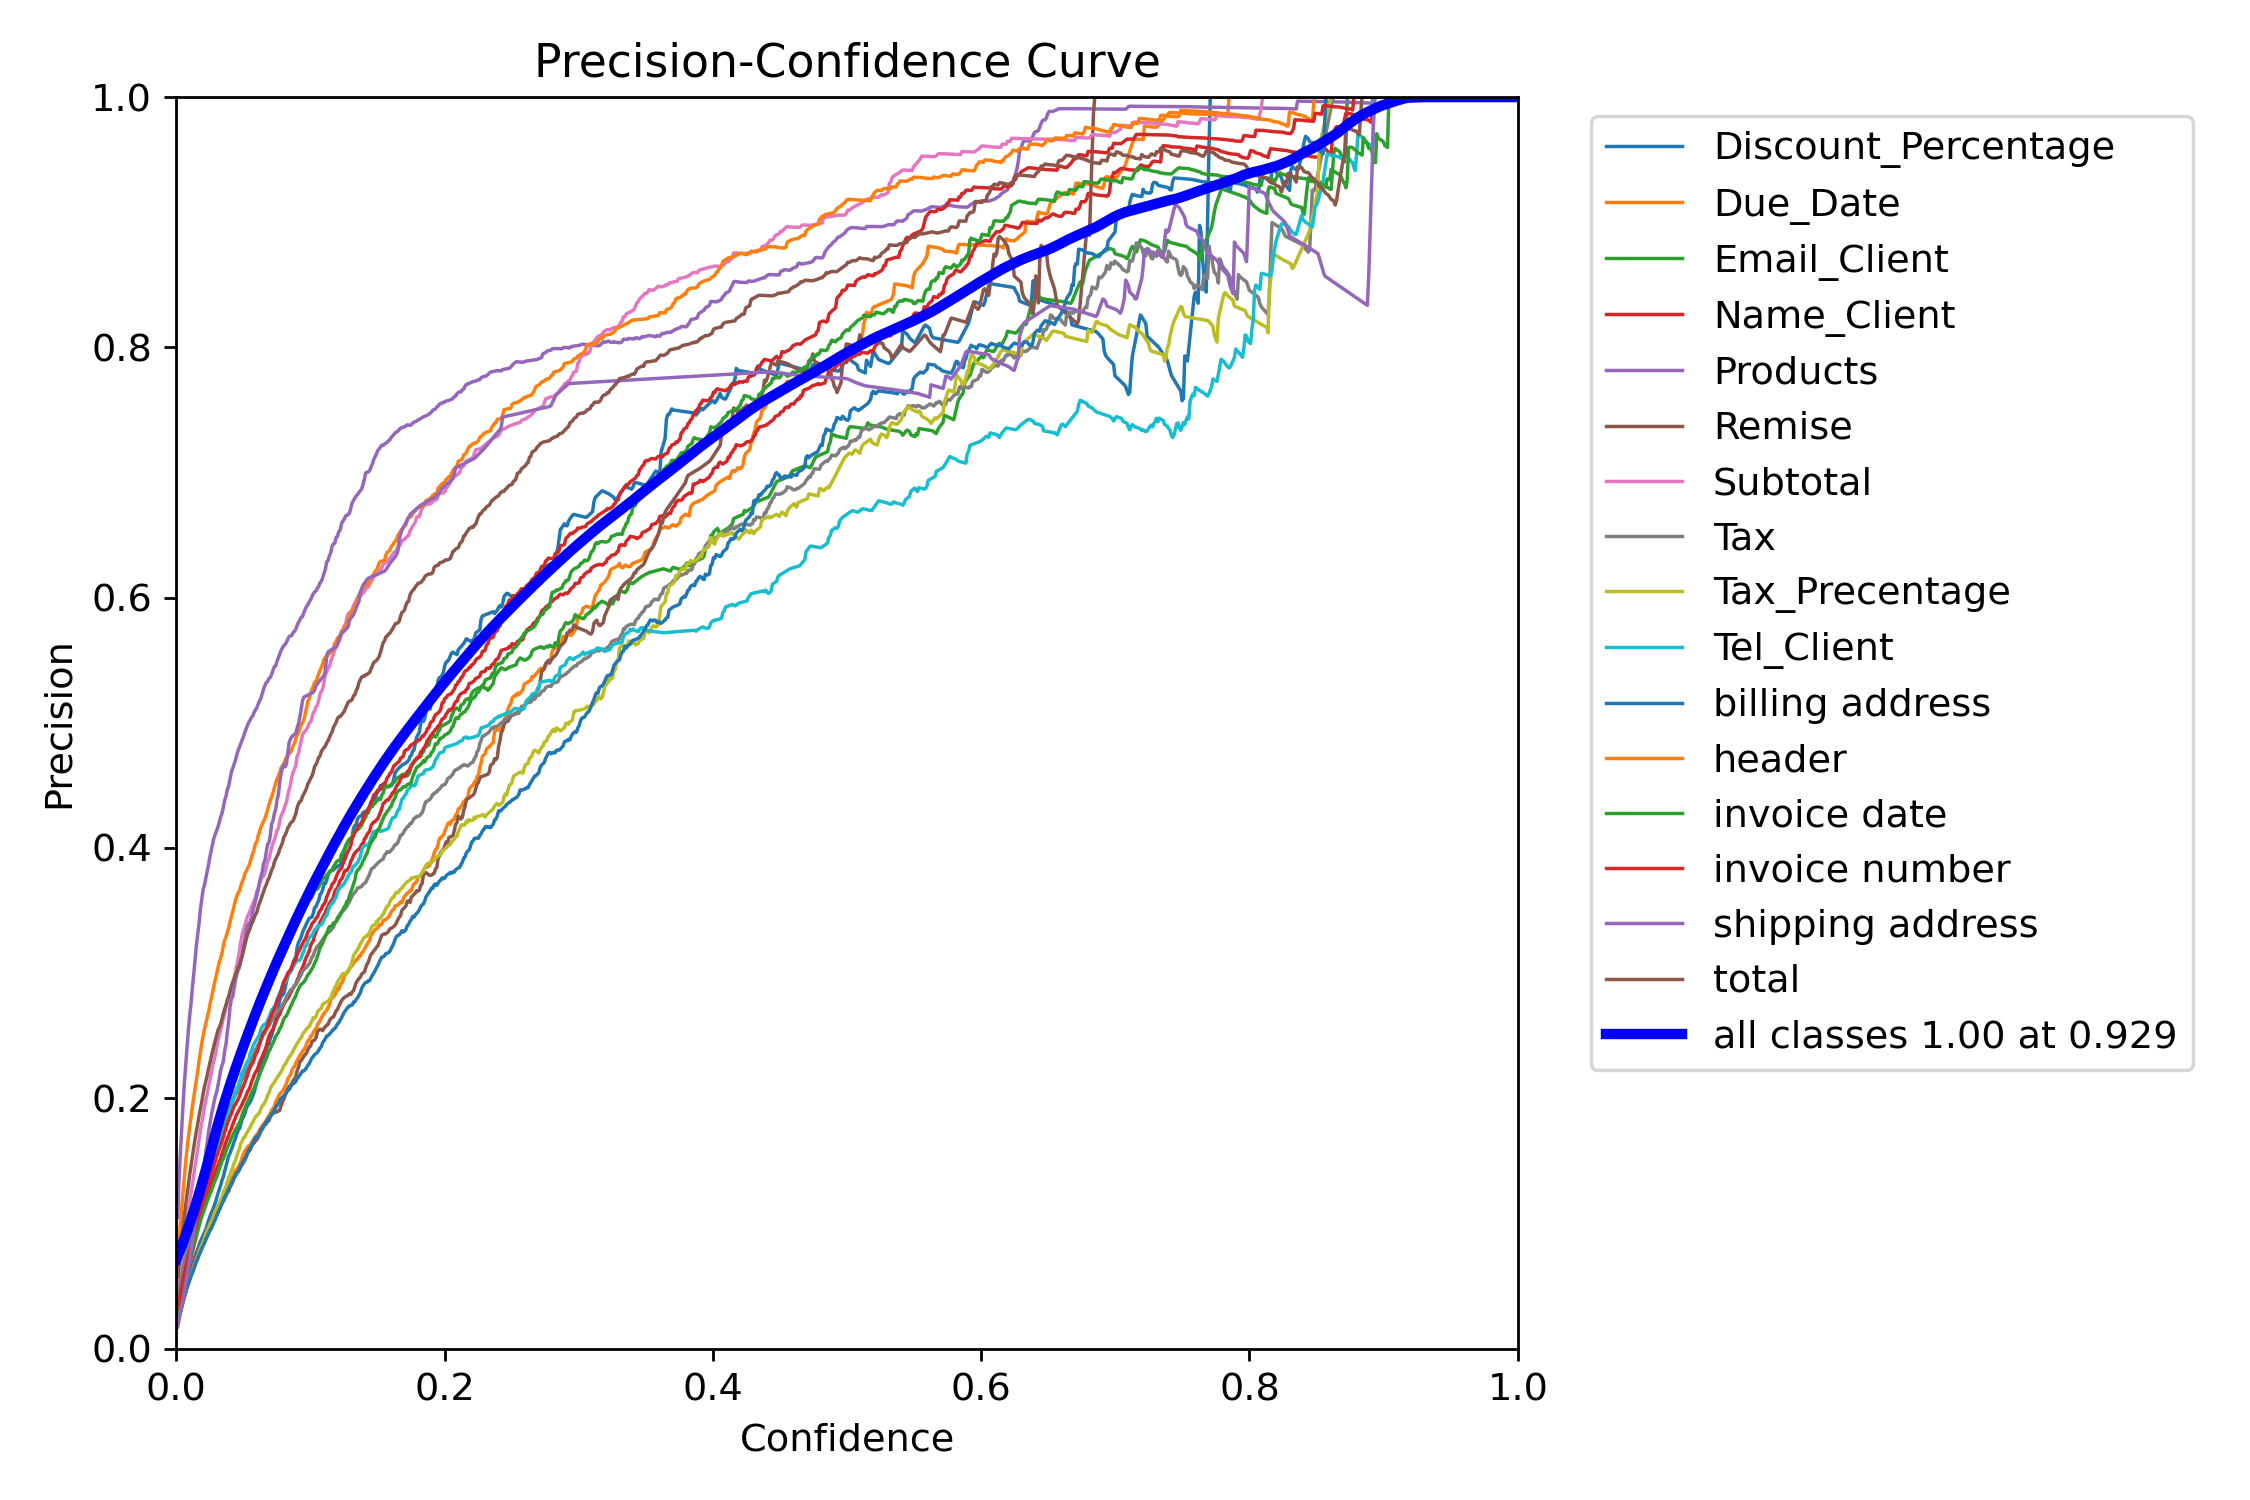 Precision-Confidence Curve
1.0
0.8
0.6
0.4
0.2
0.0
Precision
0.0 0.2 0.4 0.6 0.8 1.0
Confidence
Discount_Percentage
Due_Date
Email_Client
Name_Client
Products
Remise
Subtotal
Tax
Tax_Precentage
Tel_Client
billing address
header
invoice date
invoice number
shipping address
total
all classes 1.00 at 0.929